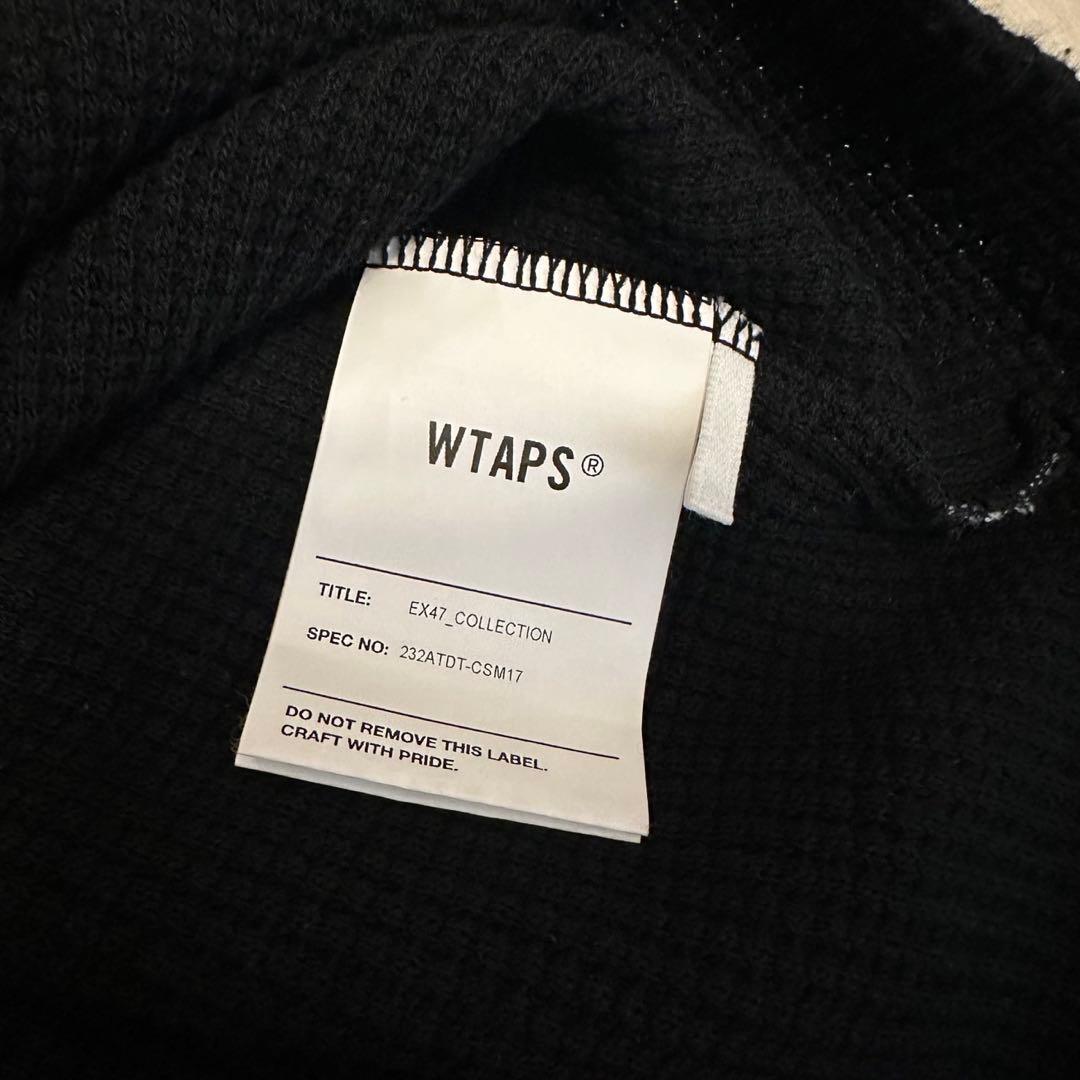 WTAPS®
TITLE: EX47_COLLECTION
SPEC NO: 232ATDT-CSM17
DO NOT REMOVE THIS LABEL.
CRAFT WITH PRIDE.